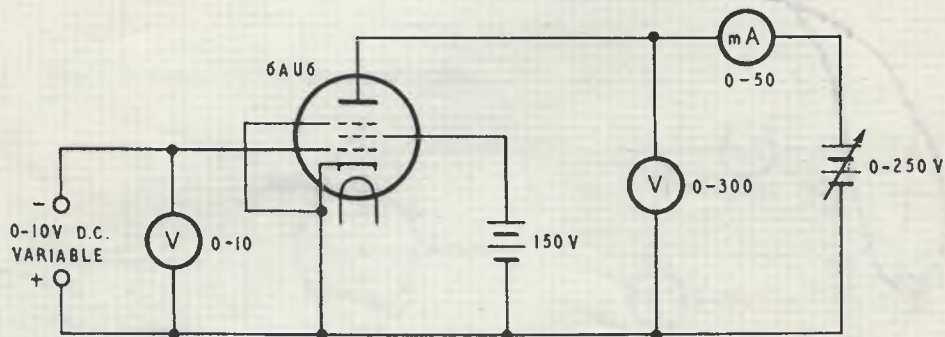 6AU6
mA
0-50
V
0-300
0-250 V
-
0-10V D.C.
VARIABLE
+
V
0-10
150 V